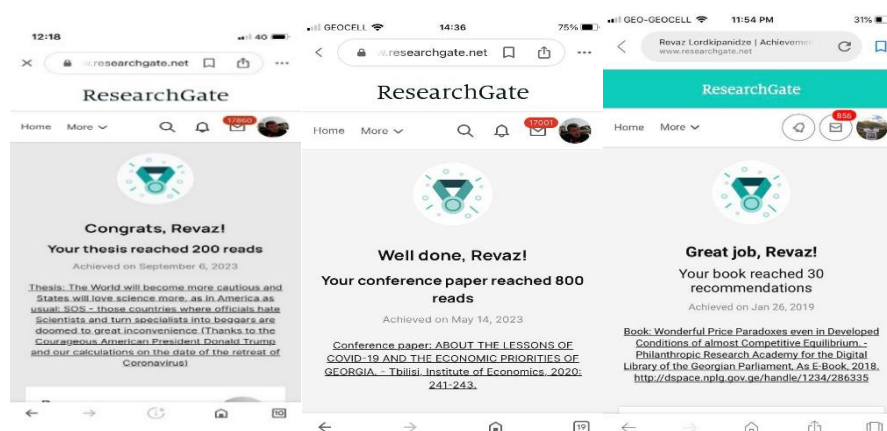 12:18
40
.researchgate.net
ResearchGate
Home More
17860
Congrats, Revaz!
Your thesis reached 200 reads
Achieved on September 6, 2023
Thesis: The World will become more cautious and
States will love science more, as in America as
usual: SOS - those countries where officials hate
Scientists and turn specialists into beggars are
doomed to great inconvenience (Thanks to the
Courageous American President Donald Trump
and our calculations on the date of the retreat of
Coronavirus)
10
GEOCELL 14:36 75%
.researchgate.net
ResearchGate
Home More
17001
Well done, Revaz!
Your conference paper reached 800
reads
Achieved on May 14, 2023
Conference paper: ABOUT THE LESSONS OF
COVID-19 AND THE ECONOMIC PRIORITIES OF
GEORGIA. - Tbilisi, Institute of Economics, 2020:
241-243.
19
GEO-GEOCELL 11:54 PM 31%
Revaz Lordkipanidze | Achievemen
www.researchgate.net
ResearchGate
Home More
856
Great job, Revaz!
Your book reached 30
recommendations
Achieved on Jan 26, 2019
Book: Wonderful Price Paradoxes even in Developed
Conditions of almost Competitive Equilibrium. -
Philanthropic Research Academy for the Digital
Library of the Georgian Parliament, As E-Book, 2018.
http://dspace.nplg.gov.ge/handle/1234/286335